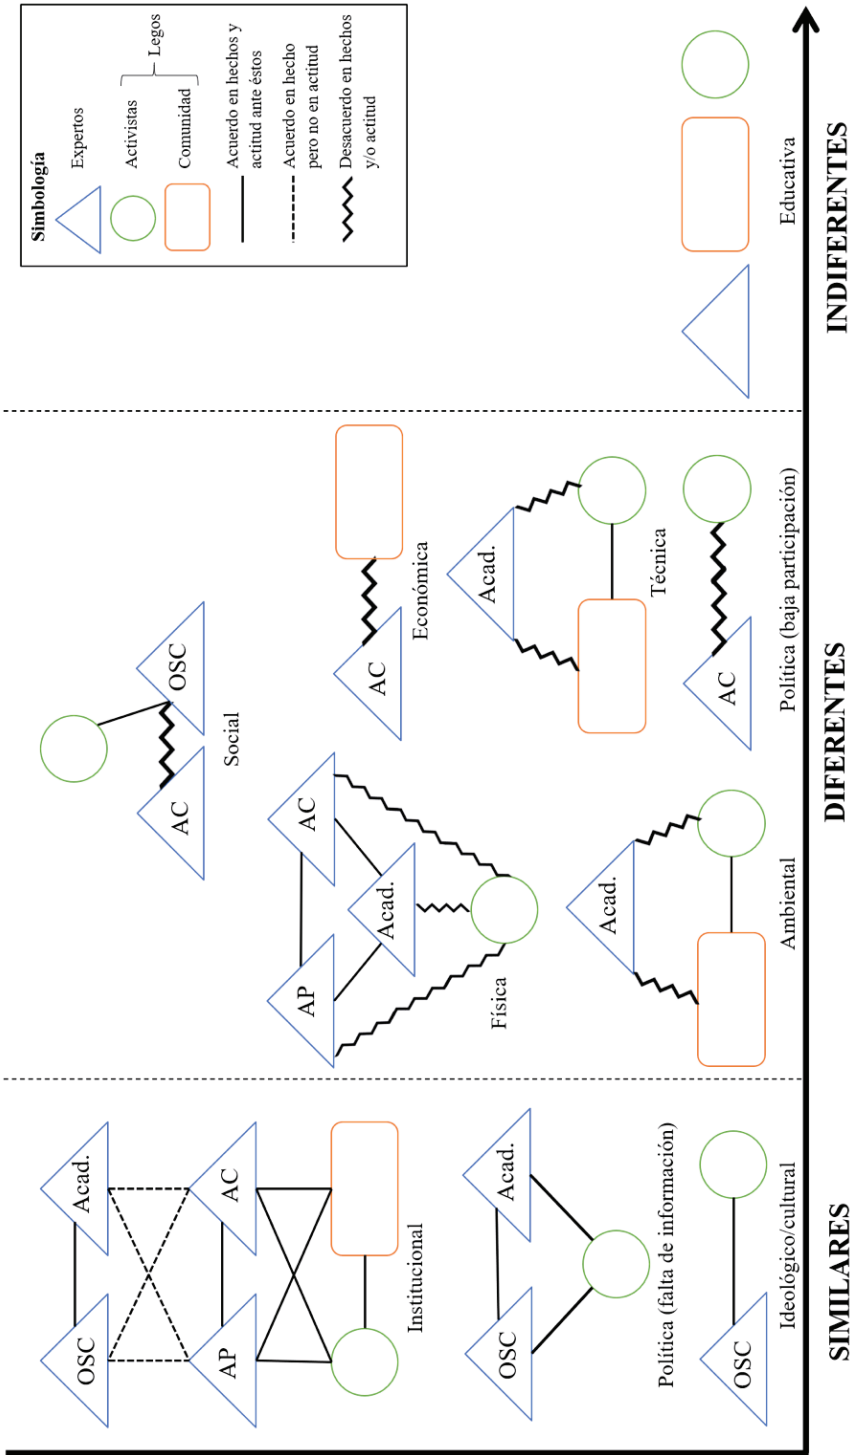 Simbología
Expertos
Activistas
Comunidad
Legos
Acuerdo en hechos y
actitud ante éstos
Acuerdo en hecho
pero no en actitud
Desacuerdo en hechos
y/o actitud
OSC
Acad.
AP
AC
Institucional
OSC
Acad.
Política (falta de información)
OSC
Ideológico/cultural
SIMILARES
AC
OSC
Social
AP
AC
Acad.
Física
AC
Económica
Acad.
Técnica
Acad.
Ambiental
AC
Política (baja participación)
DIFERENTES
Educativa
INDIFERENTES